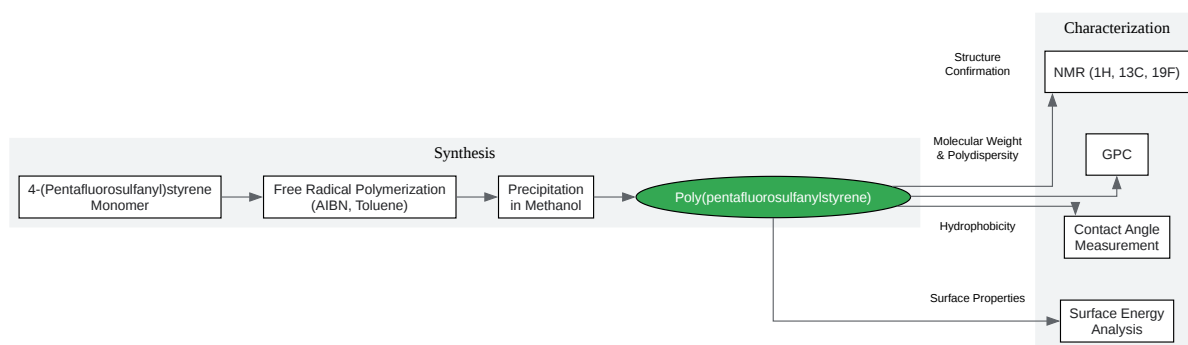 Characterization
Structure
Confirmation
NMR (1H, 13C, 19F)
Synthesis
Molecular Weight
& Polydispersity
GPC
4-(Pentafluorosulfanyl)styrene
Monomer
Free Radical Polymerization
(AIBN, Toluene)
Precipitation
in Methanol
Poly(pentafluorosulfanylstyrene)
Hydrophobicity
Contact Angle
Measurement
Surface Properties
Surface Energy
Analysis